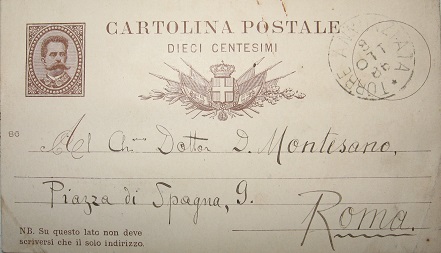 CARTOLINA POSTALE
DIECI CENTESIMI
TORRE
86
Al Ch.mo Dottor D. Montesano,
Piazza di Spagna, 9.
Roma.
NB. Su questo lato non deve
scriversi che il solo indirizzo.